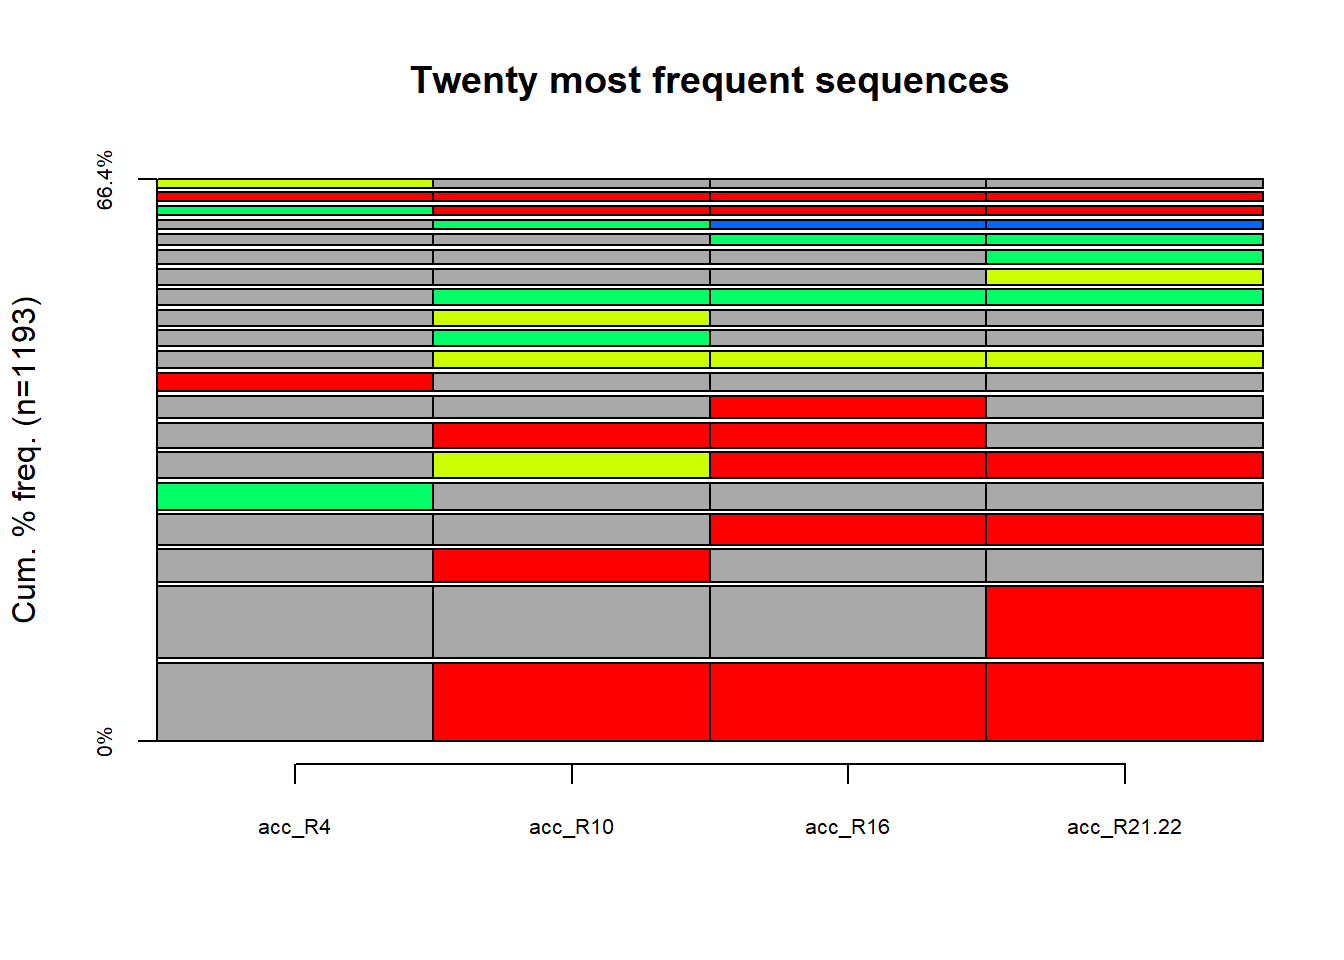 Twenty most frequent sequences
66.4%
Cum. % freq. (n=1193)
0%
acc_R4
acc_R10
acc_R16
acc_R21.22